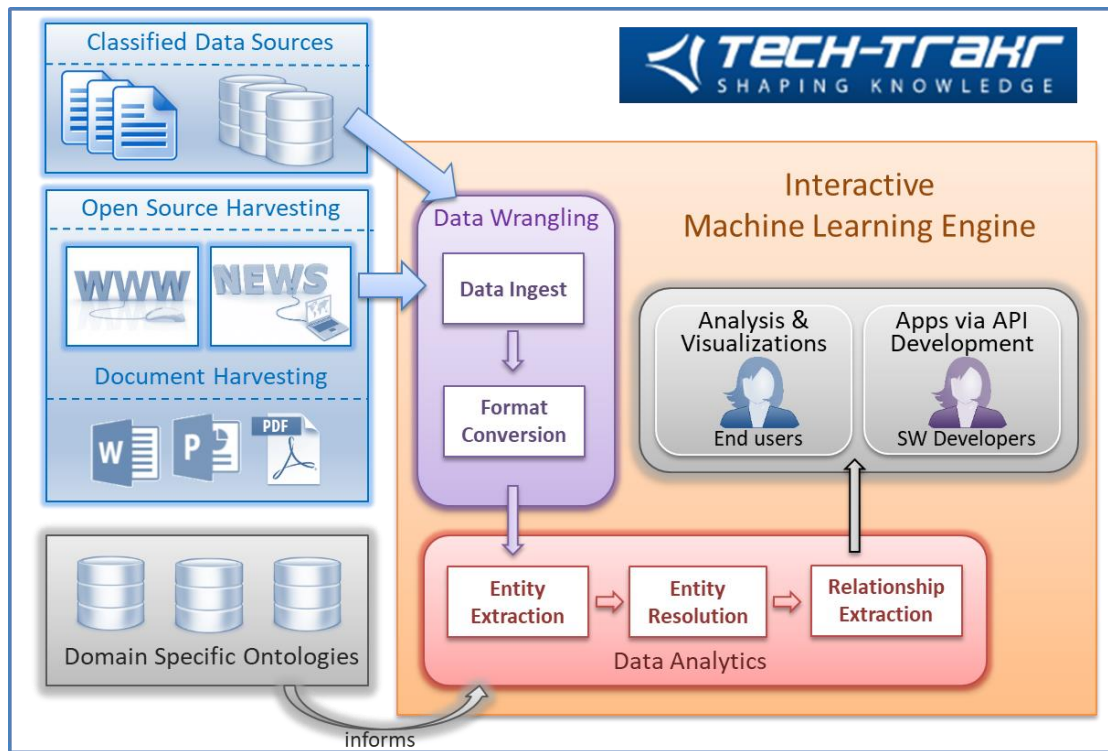 Classified Data Sources
TECH-TrAKr
SHAPING KNOWLEDGE
Open Source Harvesting
WWW
NEWS
Document Harvesting
W
P
PDF
Domain Specific Ontologies
informs
Interactive
Machine Learning Engine
Data Wrangling
Data Ingest
Format
Conversion
Analysis &
Visualizations
End users
Apps via API
Development
SW Developers
Entity
Extraction
Entity
Resolution
Relationship
Extraction
Data Analytics